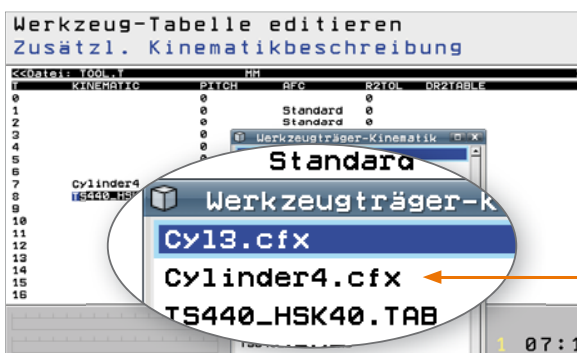 Werkzeug-Tabelle editieren
Zusätzl. Kinematikbeschreibung
<<Datei: TOOL.T MM
T KINEMATIC PITCH AFC R2TOL DR2TABLE
0 0 0
1 0 Standard 0
2 0 Standard 0
3 0
4 0
5
6
7 Cylinder4
8
9
10
11
12
13
14
15
16
Werkzeugträger-Kinematik
Standard
Werkzeugträger-K
Cyl3.cfx
Cylinder4.cfx
TS440_HSK40.TAB
1 07:1